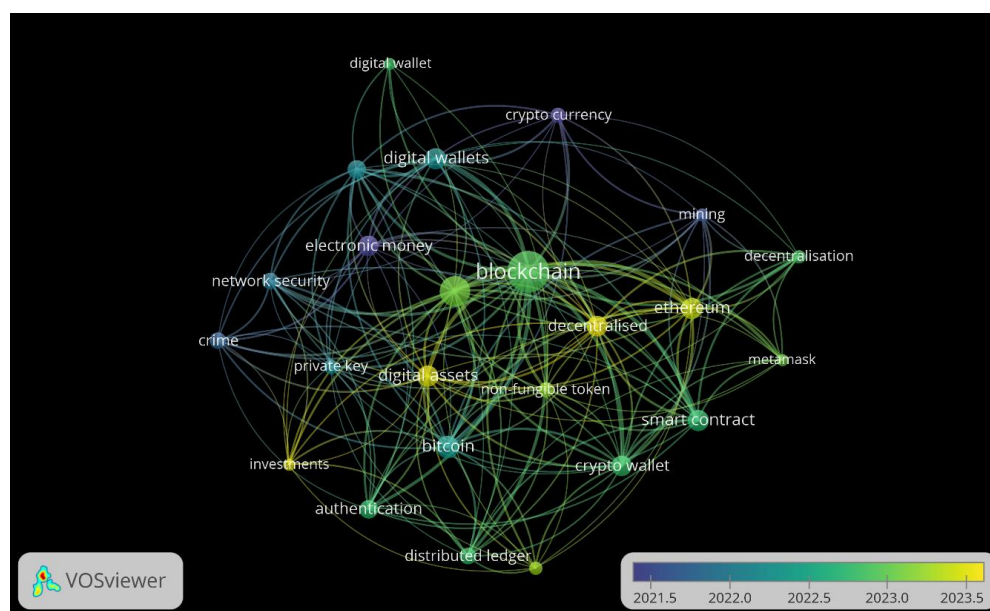 digital wallet
crypto currency
digital wallets
mining
electronic money
decentralisation
blockchain
network security
ethereum
decentralised
crime
metamask
private key
digital assets
non-fungible token
smart contract
bitcoin
investments
crypto wallet
authentication
distributed ledger
VOSviewer
2021.5 2022.0 2022.5 2023.0 2023.5